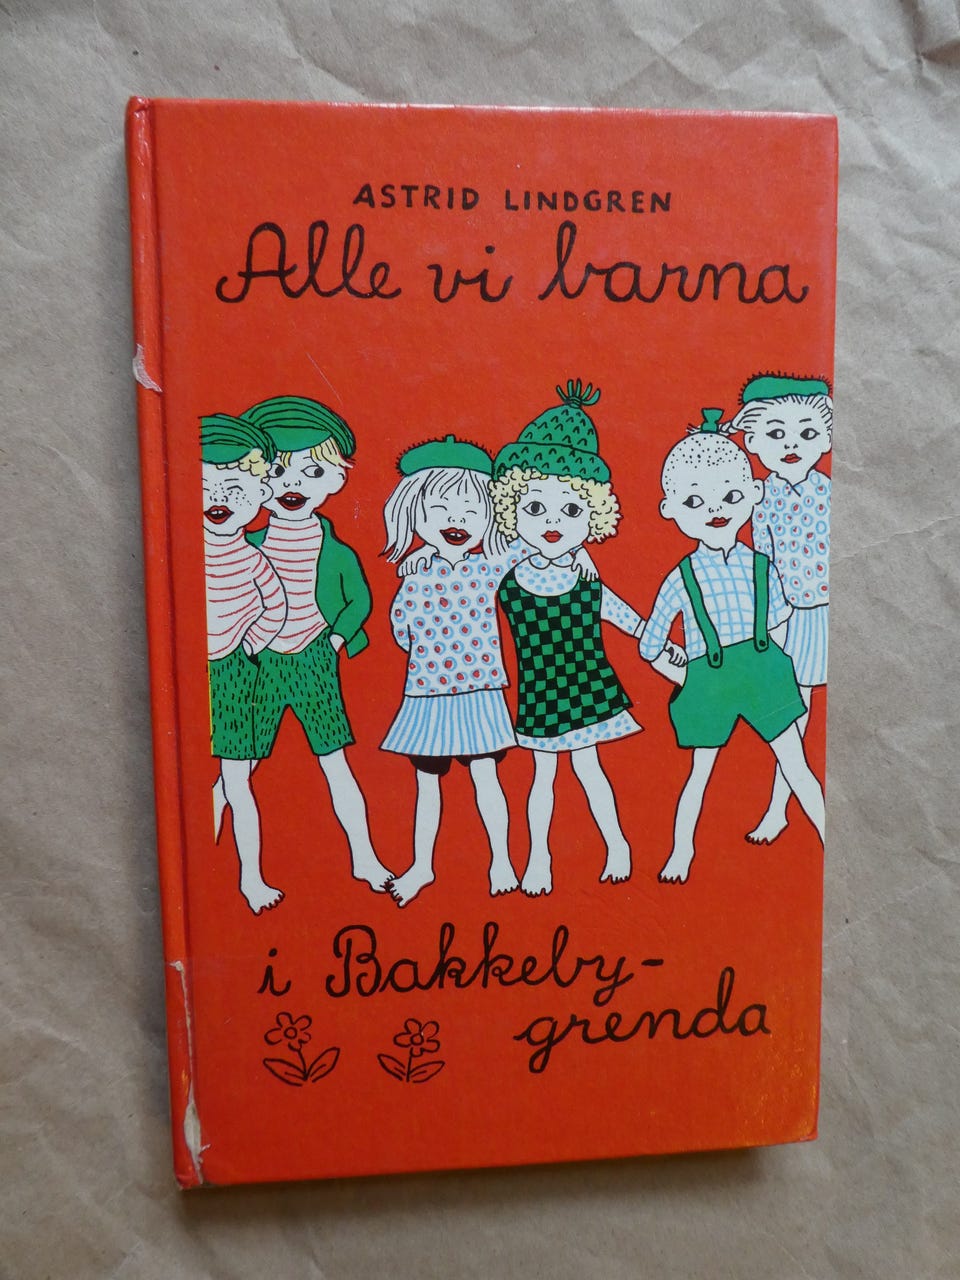 ASTRID LINDGREN
Alle vi barna
i Bakkeby-
grenda